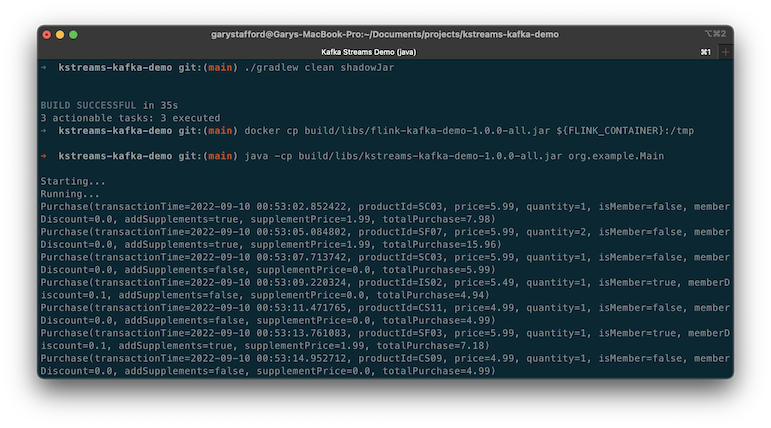 garystafford@Garys-MacBook-Pro:~/Documents/projects/kstreams-kafka-demo
⌥⌘2
Kafka Streams Demo (java)
⌘1
→ kstreams-kafka-demo git:(main) ./gradlew clean shadowJar
BUILD SUCCESSFUL in 35s
3 actionable tasks: 3 executed
→ kstreams-kafka-demo git:(main) docker cp build/libs/flink-kafka-demo-1.0.0-all.jar ${FLINK_CONTAINER}:/tmp
→ kstreams-kafka-demo git:(main) java -cp build/libs/kstreams-kafka-demo-1.0.0-all.jar org.example.Main
Starting...
Running...
Purchase(transactionTime=2022-09-10 00:53:02.852422, productId=SC03, price=5.99, quantity=1, isMember=false, member
Discount=0.0, addSupplements=true, supplementPrice=1.99, totalPurchase=7.98)
Purchase(transactionTime=2022-09-10 00:53:05.084802, productId=SF07, price=5.99, quantity=2, isMember=false, member
Discount=0.0, addSupplements=true, supplementPrice=1.99, totalPurchase=15.96)
Purchase(transactionTime=2022-09-10 00:53:07.713742, productId=SC03, price=5.99, quantity=1, isMember=false, member
Discount=0.0, addSupplements=false, supplementPrice=0.0, totalPurchase=5.99)
Purchase(transactionTime=2022-09-10 00:53:09.220324, productId=IS02, price=5.49, quantity=1, isMember=true, memberD
iscount=0.1, addSupplements=false, supplementPrice=0.0, totalPurchase=4.94)
Purchase(transactionTime=2022-09-10 00:53:11.471765, productId=CS11, price=4.99, quantity=1, isMember=false, member
Discount=0.0, addSupplements=false, supplementPrice=0.0, totalPurchase=4.99)
Purchase(transactionTime=2022-09-10 00:53:13.761083, productId=SF03, price=5.99, quantity=1, isMember=true, memberD
iscount=0.1, addSupplements=true, supplementPrice=1.99, totalPurchase=7.18)
Purchase(transactionTime=2022-09-10 00:53:14.952712, productId=CS09, price=4.99, quantity=1, isMember=false, member
Discount=0.0, addSupplements=false, supplementPrice=0.0, totalPurchase=4.99)